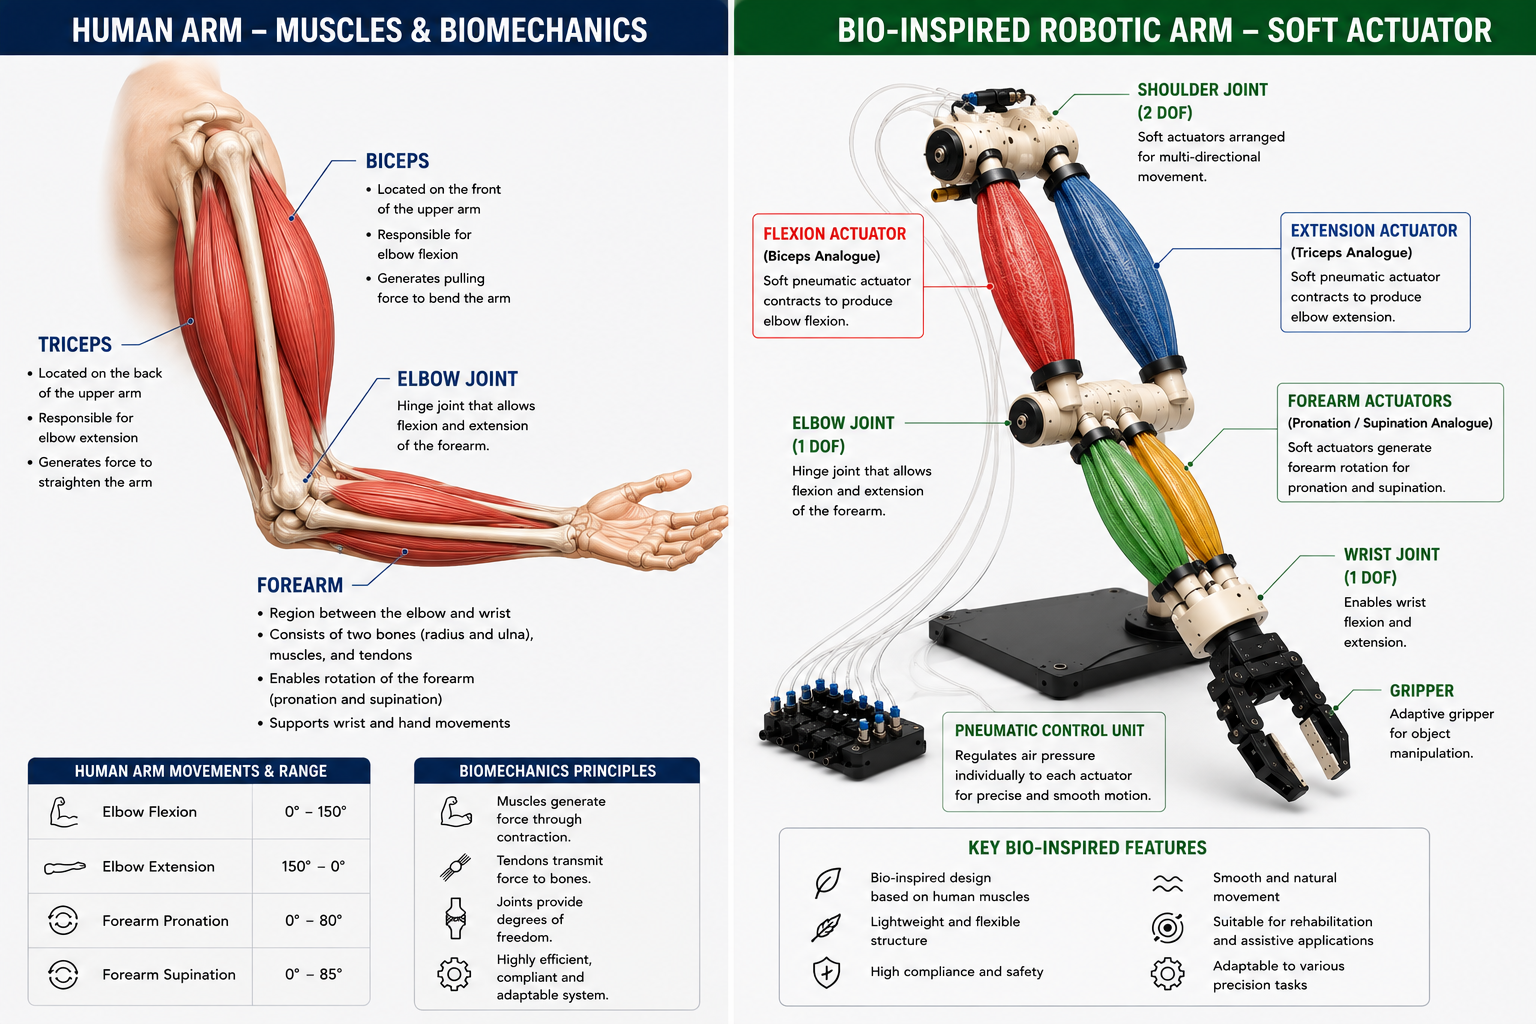 HUMAN ARM – MUSCLES & BIOMECHANICS
BICEPS
• Located on the front
of the upper arm
• Responsible for
elbow flexion
• Generates pulling
force to bend the arm
TRICEPS
• Located on the back
of the upper arm
• Responsible for
elbow extension
• Generates force to
straighten the arm
ELBOW JOINT
Hinge joint that allows
flexion and extension
of the forearm.
FOREARM
• Region between the elbow and wrist
• Consists of two bones (radius and ulna),
muscles, and tendons
• Enables rotation of the forearm
(pronation and supination)
• Supports wrist and hand movements
HUMAN ARM MOVEMENTS & RANGE
Elbow Flexion 0° – 150°
Elbow Extension 150° – 0°
Forearm Pronation 0° – 80°
Forearm Supination 0° – 85°
BIOMECHANICS PRINCIPLES
Muscles generate
force through
contraction.
Tendons transmit
force to bones.
Joints provide
degrees of
freedom.
Highly efficient,
compliant and
adaptable system.
BIO-INSPIRED ROBOTIC ARM – SOFT ACTUATOR
SHOULDER JOINT
(2 DOF)
Soft actuators arranged
for multi-directional
movement.
FLEXION ACTUATOR
(Biceps Analogue)
Soft pneumatic actuator
contracts to produce
elbow flexion.
EXTENSION ACTUATOR
(Triceps Analogue)
Soft pneumatic actuator
contracts to produce
elbow extension.
ELBOW JOINT
(1 DOF)
Hinge joint that allows
flexion and extension
of the forearm.
FOREARM ACTUATORS
(Pronation / Supination Analogue)
Soft actuators generate
forearm rotation for
pronation and supination.
WRIST JOINT
(1 DOF)
Enables wrist
flexion and
extension.
GRIPPER
Adaptive gripper
for object
manipulation.
PNEUMATIC CONTROL UNIT
Regulates air pressure
individually to each actuator
for precise and smooth motion.
KEY BIO-INSPIRED FEATURES
Bio-inspired design
based on human muscles
Lightweight and flexible
structure
High compliance and safety
Smooth and natural
movement
Suitable for rehabilitation
and assistive applications
Adaptable to various
precision tasks